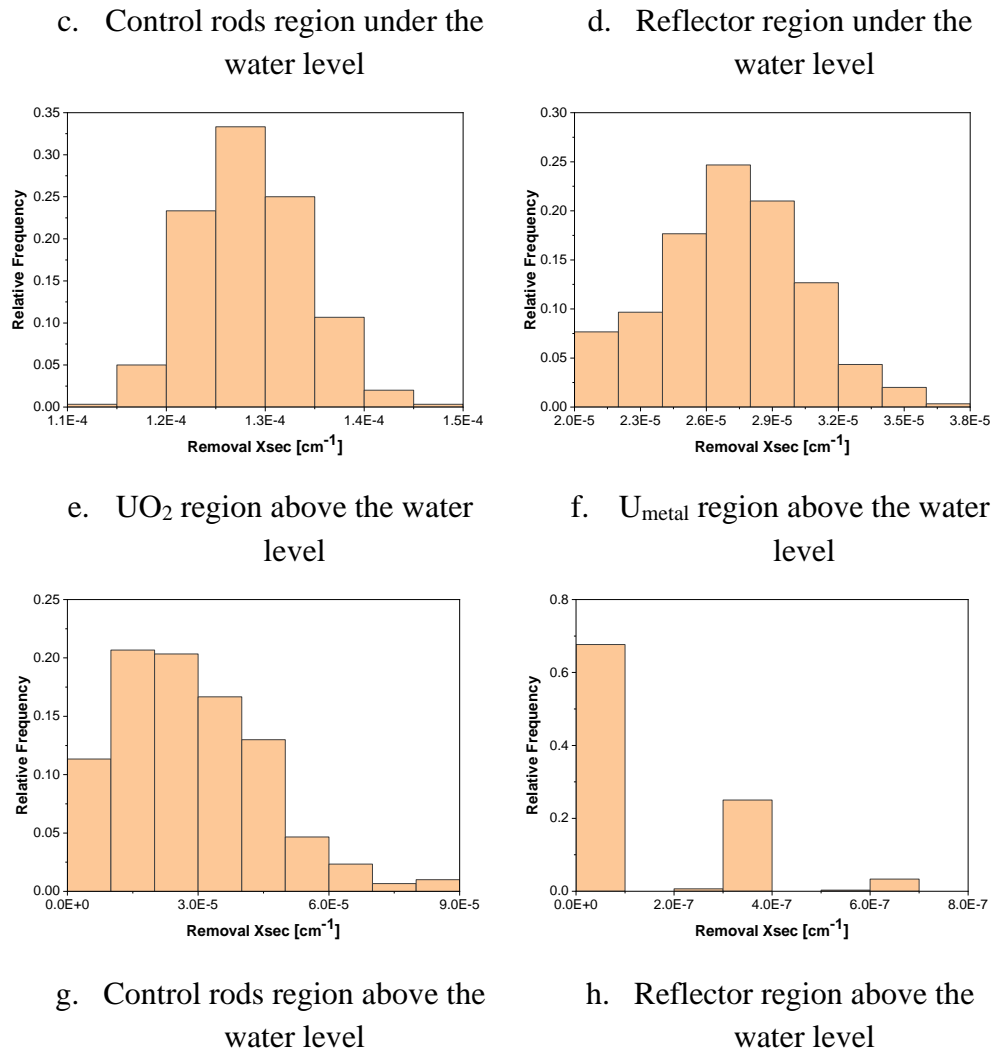 c. Control rods region under the
water level
d. Reflector region under the
water level
0.35
0.30
0.25
0.20
0.15
0.10
0.05
0.00
Relative Frequency
1.1E-4 1.2E-4 1.3E-4 1.4E-4 1.5E-4
Removal Xsec [cm⁻¹]
0.30
0.25
0.20
0.15
0.10
0.05
0.00
Relative Frequency
2.0E-5 2.3E-5 2.6E-5 2.9E-5 3.2E-5 3.5E-5 3.8E-5
Removal Xsec [cm⁻¹]
e. UO₂ region above the water
level
f. Umetal region above the water
level
0.25
0.20
0.15
0.10
0.05
0.00
Relative Frequency
0.0E+0 3.0E-5 6.0E-5 9.0E-5
Removal Xsec [cm⁻¹]
0.8
0.6
0.4
0.2
0.0
Relative Frequency
0.0E+0 2.0E-7 4.0E-7 6.0E-7 8.0E-7
Removal Xsec [cm⁻¹]
g. Control rods region above the
water level
h. Reflector region above the
water level